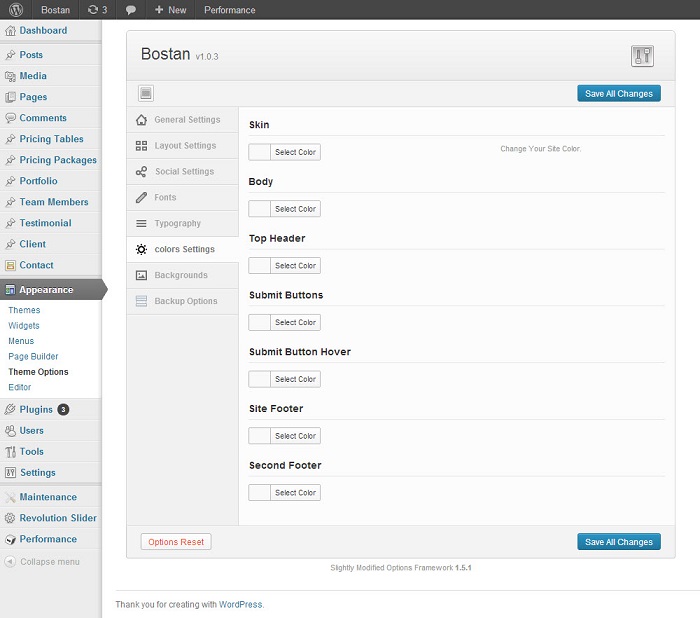 Bostan 3 New Performance
Dashboard
Posts
Media
Pages
Comments
Pricing Tables
Pricing Packages
Portfolio
Team Members
Testimonial
Client
Contact
Appearance
Themes
Widgets
Menus
Page Builder
Theme Options
Editor
Plugins 3
Users
Tools
Settings
Maintenance
Revolution Slider
Performance
Collapse menu
Bostan v1.0.3
Save All Changes
General Settings
Layout Settings
Social Settings
Fonts
Typography
colors Settings
Backgrounds
Backup Options
Skin
Select Color Change Your Site Color.
Body
Select Color
Top Header
Select Color
Submit Buttons
Select Color
Submit Button Hover
Select Color
Site Footer
Select Color
Second Footer
Select Color
Options Reset Save All Changes
Slightly Modified Options Framework 1.5.1
Thank you for creating with WordPress.